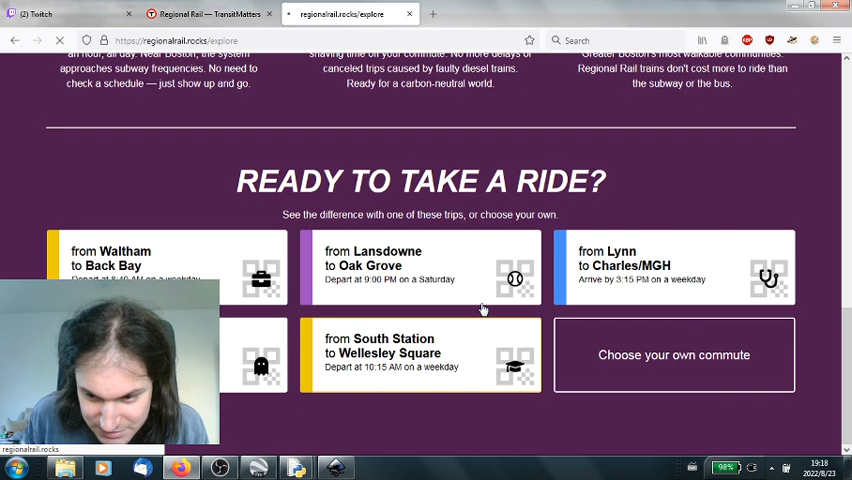 Twitch
Regional Rail — TransitMatters
regionalrail.rocks/explore
https://regionalrail.rocks/explore
Search
an hour, all day. Near Boston, the system
approaches subway frequencies. No need to
check a schedule — just show up and go.
shaving time off your commute. No more delays or
canceled trips caused by faulty diesel trains.
Ready for a carbon-neutral world.
Greater Boston's most walkable communities.
Regional Rail trains don't cost more to ride than
the subway or the bus.
READY TO TAKE A RIDE?
See the difference with one of these trips, or choose your own.
from Waltham
to Back Bay
Depart at 8:40 AM on a weekday
from Lansdowne
to Oak Grove
Depart at 9:00 PM on a Saturday
from Lynn
to Charles/MGH
Arrive by 3:15 PM on a weekday
from South Station
to Wellesley Square
Depart at 10:15 AM on a weekday
Choose your own commute
regionalrail.rocks
98%
19:18
2022/8/23